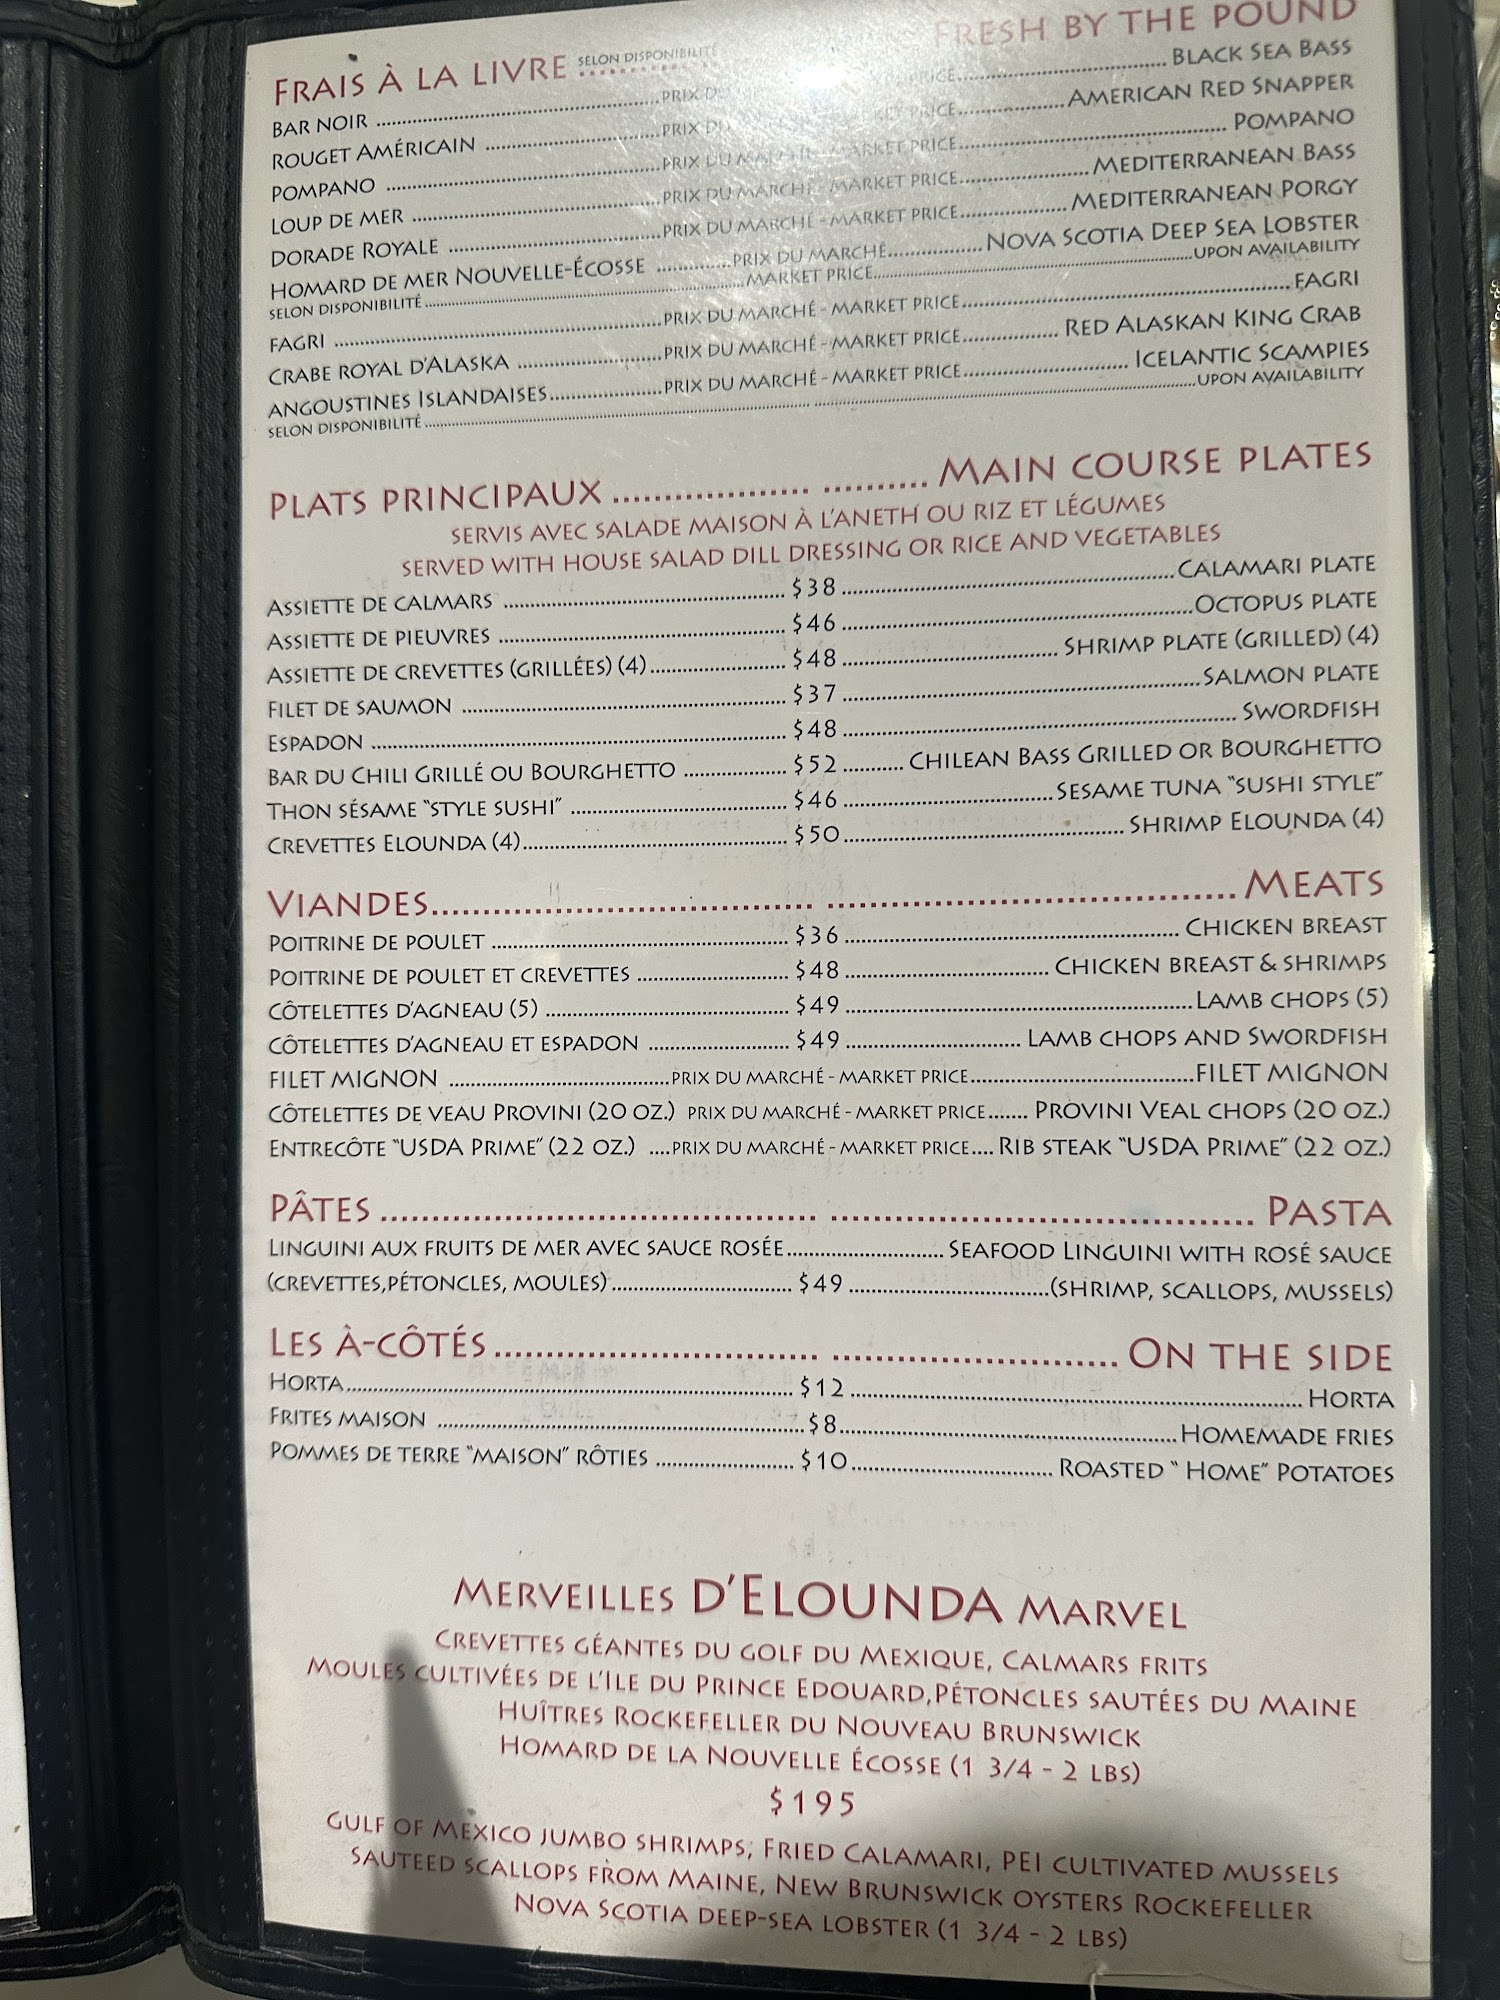 FRAIS À LA LIVRE SELON DISPONIBILITÉ FRESH BY THE POUND
BAR NOIR PRIX DU PRICE BLACK SEA BASS
ROUGET AMÉRICAIN PRIX DU PRICE AMERICAN RED SNAPPER
POMPANO PRIX DU MARCHÉ - MARKET PRICE POMPANO
LOUP DE MER PRIX DU MARCHÉ - MARKET PRICE MEDITERRANEAN BASS
DORADE ROYALE PRIX DU MARCHÉ - MARKET PRICE MEDITERRANEAN PORGY
HOMARD DE MER NOUVELLE-ÉCOSSE PRIX DU MARCHÉ NOVA SCOTIA DEEP SEA LOBSTER
SELON DISPONIBILITÉ MARKET PRICE UPON AVAILABILITY
FAGRI PRIX DU MARCHÉ - MARKET PRICE FAGRI
CRABE ROYAL D'ALASKA PRIX DU MARCHÉ - MARKET PRICE RED ALASKAN KING CRAB
ANGOUSTINES ISLANDAISES PRIX DU MARCHÉ - MARKET PRICE ICELANTIC SCAMPIES
SELON DISPONIBILITÉ UPON AVAILABILITY
PLATS PRINCIPAUX MAIN COURSE PLATES
SERVIS AVEC SALADE MAISON À L'ANETH OU RIZ ET LÉGUMES
SERVED WITH HOUSE SALAD DILL DRESSING OR RICE AND VEGETABLES
ASSIETTE DE CALMARS $38 CALAMARI PLATE
ASSIETTE DE PIEUVRES $46 OCTOPUS PLATE
ASSIETTE DE CREVETTES (GRILLÉES) (4) $48 SHRIMP PLATE (GRILLED) (4)
FILET DE SAUMON $37 SALMON PLATE
ESPADON $48 SWORDFISH
BAR DU CHILI GRILLÉ OU BOURGHETTO $52 CHILEAN BASS GRILLED OR BOURGHETTO
THON SÉSAME "STYLE SUSHI" $46 SESAME TUNA "SUSHI STYLE"
CREVETTES ELOUNDA (4) $50 SHRIMP ELOUNDA (4)
VIANDES MEATS
POITRINE DE POULET $36 CHICKEN BREAST
POITRINE DE POULET ET CREVETTES $48 CHICKEN BREAST & SHRIMPS
CÔTELETTES D'AGNEAU (5) $49 LAMB CHOPS (5)
CÔTELETTES D'AGNEAU ET ESPADON $49 LAMB CHOPS AND SWORDFISH
FILET MIGNON PRIX DU MARCHÉ - MARKET PRICE FILET MIGNON
CÔTELETTES DE VEAU PROVINI (20 OZ.) PRIX DU MARCHÉ - MARKET PRICE PROVINI VEAL CHOPS (20 OZ.)
ENTRECÔTE "USDA PRIME" (22 OZ.) PRIX DU MARCHÉ - MARKET PRICE RIB STEAK "USDA PRIME" (22 OZ.)
PÂTES PASTA
LINGUINI AUX FRUITS DE MER AVEC SAUCE ROSÉE SEAFOOD LINGUINI WITH ROSÉ SAUCE
(CREVETTES,PÉTONCLES, MOULES) $49 (SHRIMP, SCALLOPS, MUSSELS)
LES À-CÔTÉS ON THE SIDE
HORTA $12 HORTA
FRITES MAISON $8 HOMEMADE FRIES
POMMES DE TERRE "MAISON" RÔTIES $10 ROASTED " HOME" POTATOES
MERVEILLES D'ELOUNDA MARVEL
CREVETTES GÉANTES DU GOLF DU MEXIQUE, CALMARS FRITS
MOULES CULTIVÉES DE L'ILE DU PRINCE EDOUARD,PÉTONCLES SAUTÉES DU MAINE
HUÎTRES ROCKEFELLER DU NOUVEAU BRUNSWICK
HOMARD DE LA NOUVELLE ÉCOSSE (1 3/4 - 2 LBS)
$195
GULF OF MEXICO JUMBO SHRIMPS, FRIED CALAMARI, PEI CULTIVATED MUSSELS
SAUTEED SCALLOPS FROM MAINE, NEW BRUNSWICK OYSTERS ROCKEFELLER
NOVA SCOTIA DEEP-SEA LOBSTER (1 3/4 - 2 LBS)